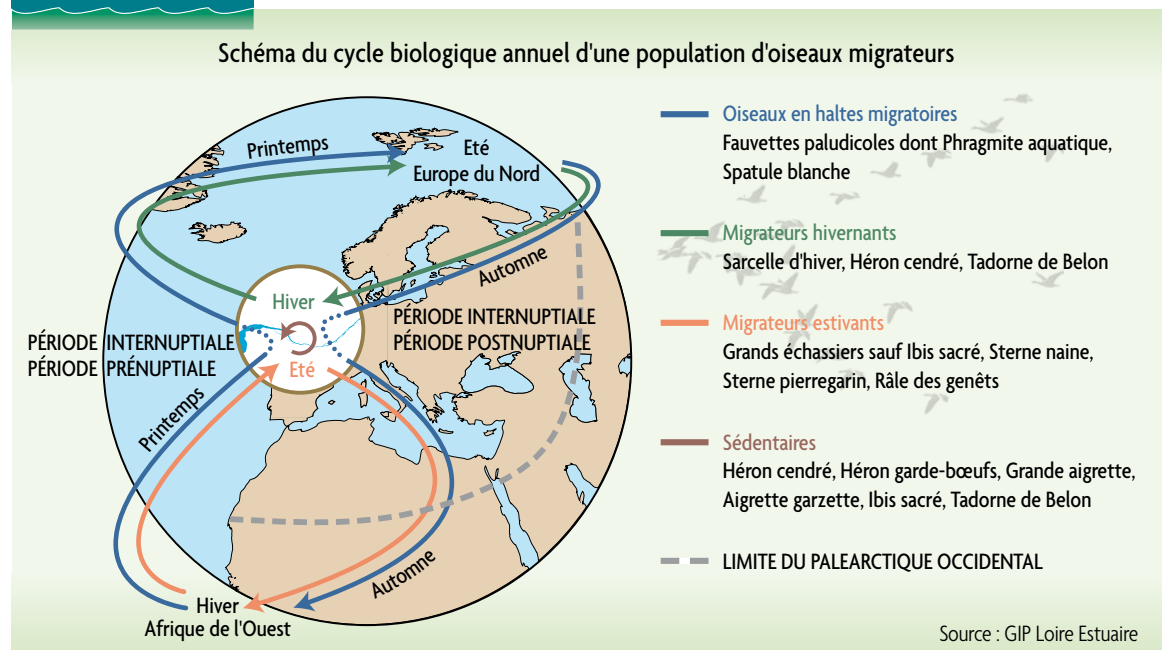 Schéma du cycle biologique annuel d'une population d'oiseaux migrateurs
Printemps
Eté
Europe du Nord
Automne
Hiver
Eté
PÉRIODE INTERNUPTIALE
PÉRIODE PRÉNUPTIALE
PÉRIODE INTERNUPTIALE
PÉRIODE POSTNUPTIALE
Printemps
Automne
Hiver
Afrique de l'Ouest
Oiseaux en haltes migratoires
Fauvettes paludicoles dont Phragmite aquatique,
Spatule blanche
Migrateurs hivernants
Sarcelle d'hiver, Héron cendré, Tadorne de Belon
Migrateurs estivants
Grands échassiers sauf Ibis sacré, Sterne naine,
Sterne pierregarin, Râle des genêts
Sédentaires
Héron cendré, Héron garde-bœufs, Grande aigrette,
Aigrette garzette, Ibis sacré, Tadorne de Belon
LIMITE DU PALEARCTIQUE OCCIDENTAL
Source : GIP Loire Estuaire